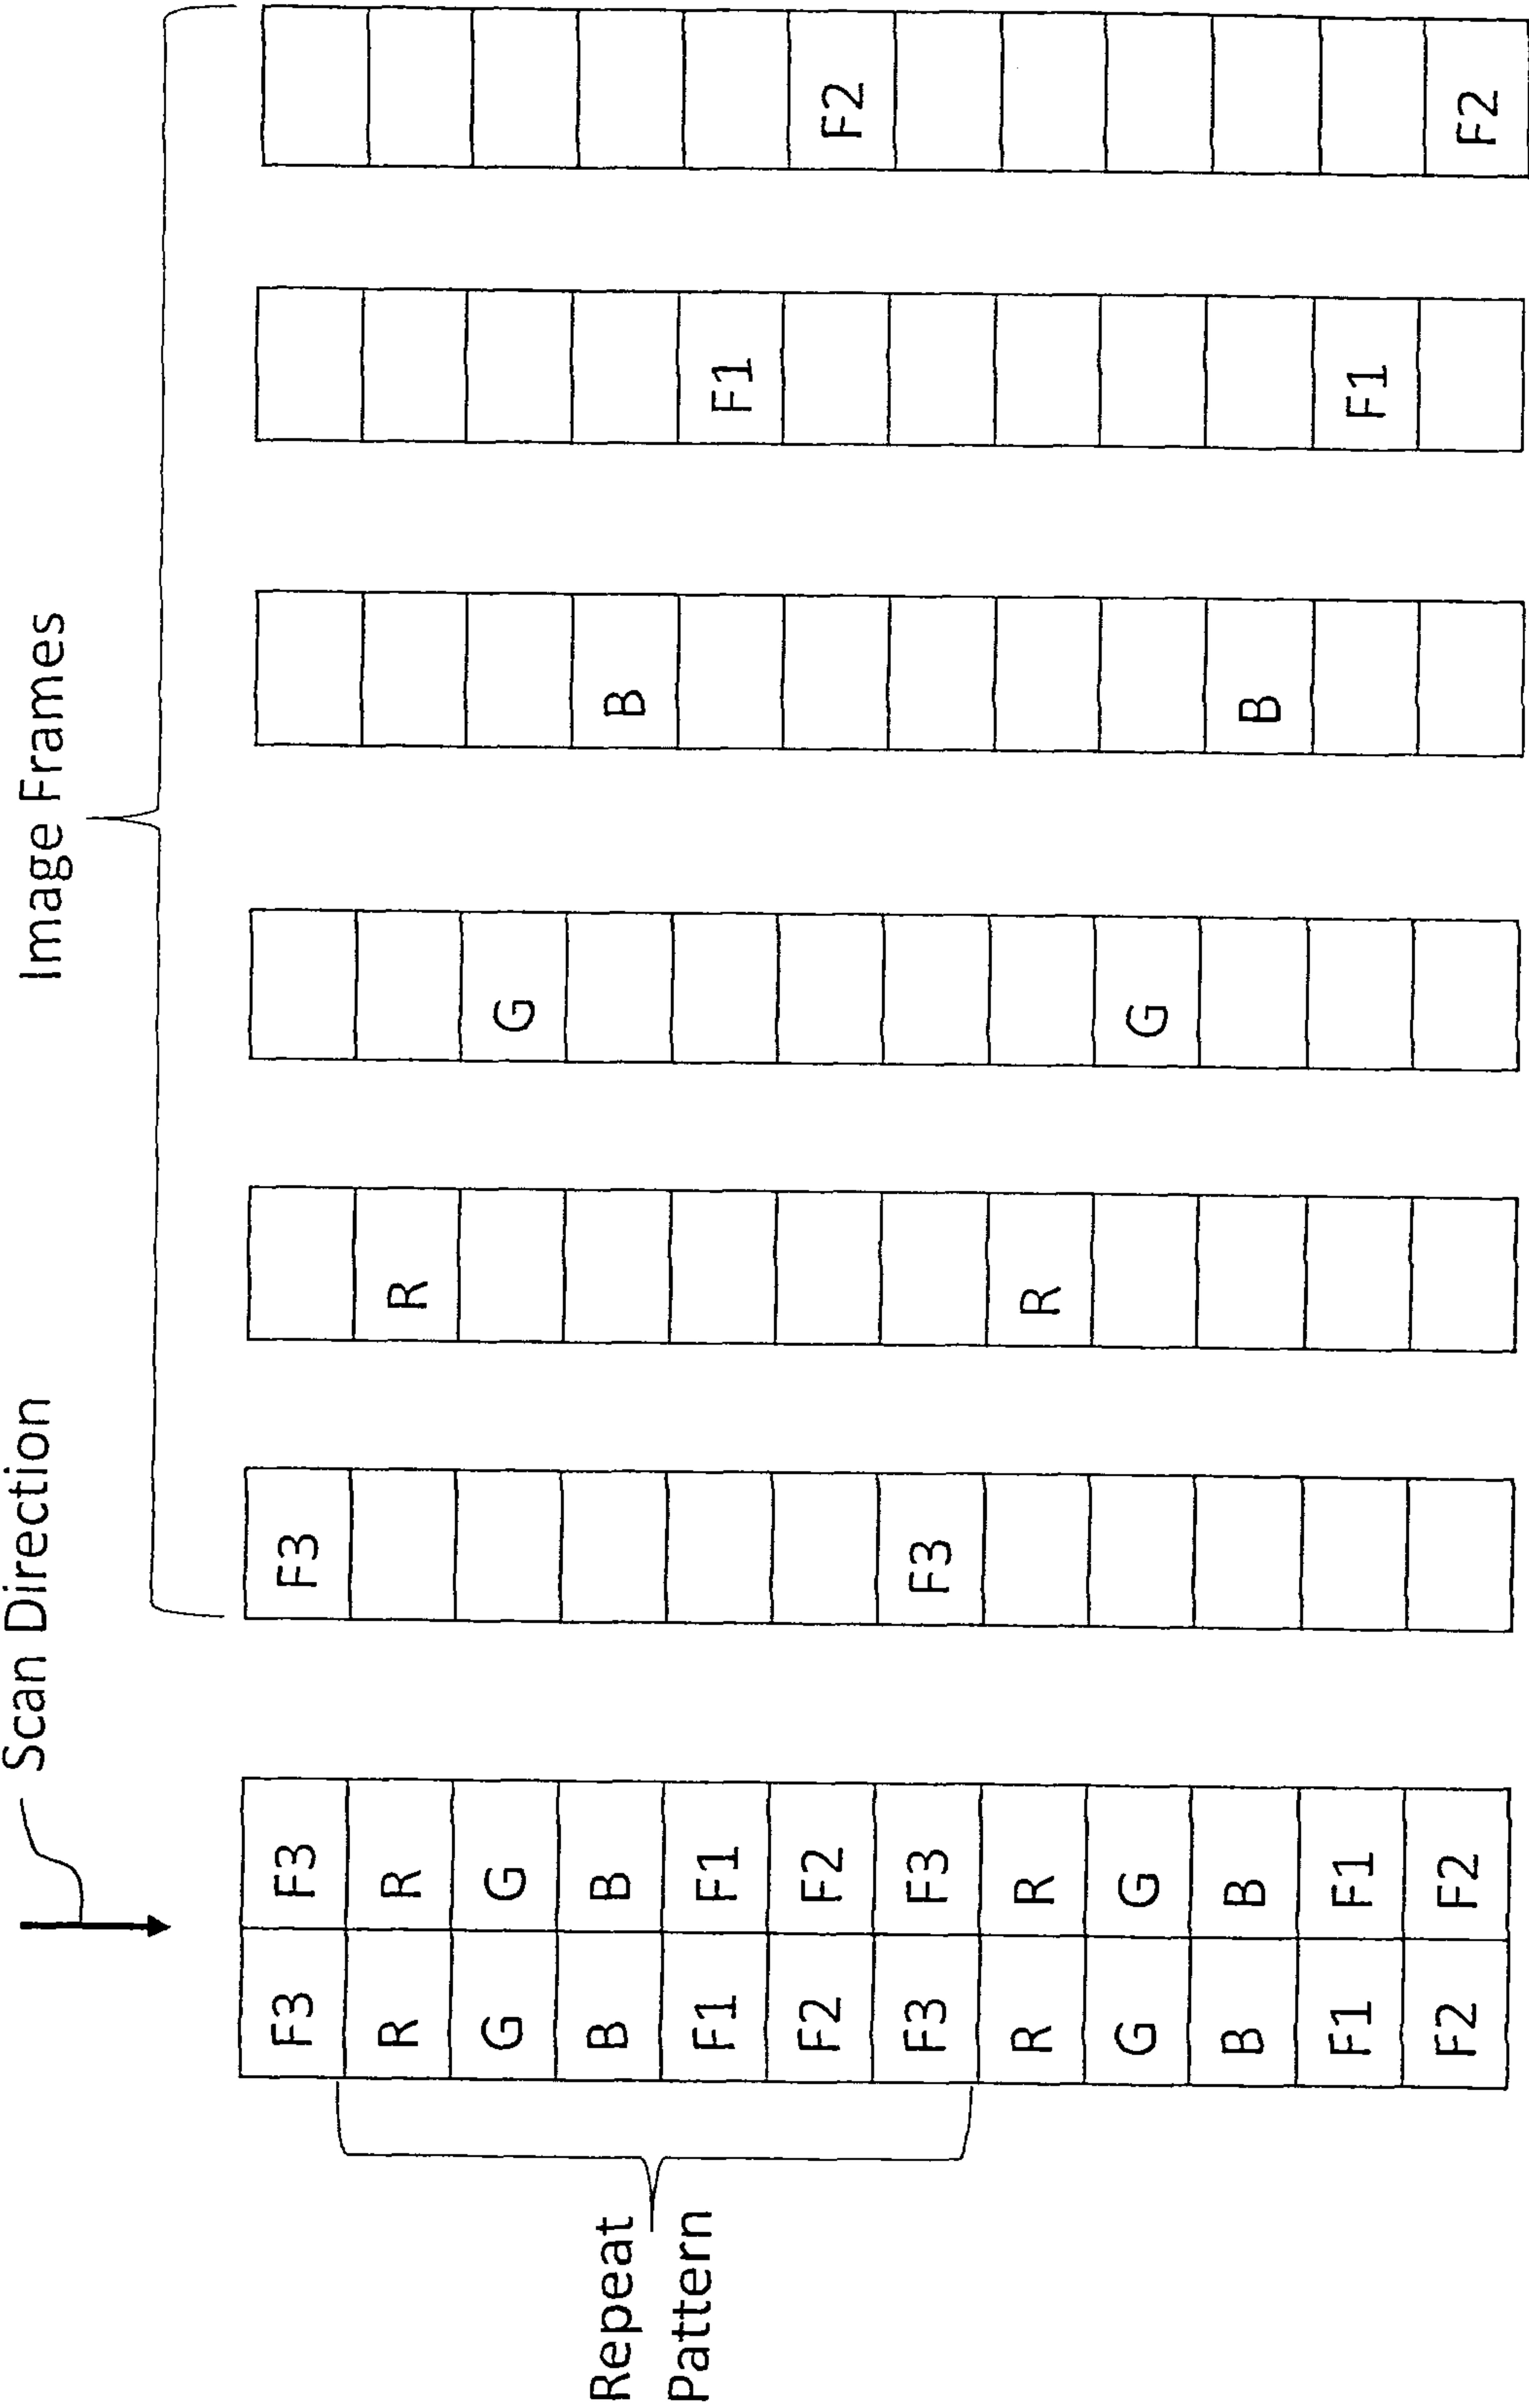 Scan Direction
Image Frames
F3 F3 F3
R R R
G G G
Repeat
Pattern
B B B
F1 F1 F1
F2 F2 F2
F3 F3 F3
R R R
G G G
B B B
F1 F1 F1
F2 F2 F2